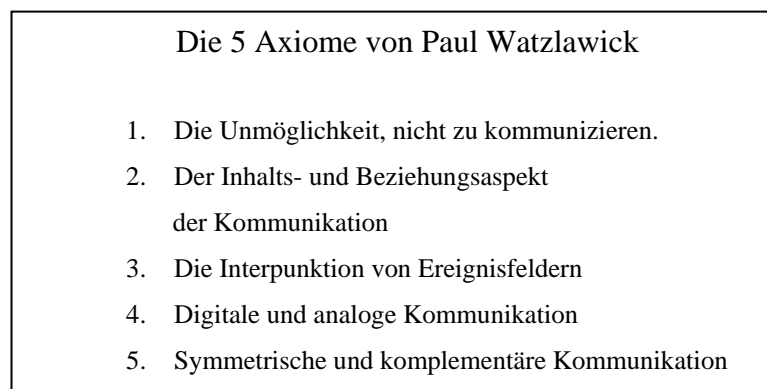 Die 5 Axiome von Paul Watzlawick
1. Die Unmöglichkeit, nicht zu kommunizieren.
2. Der Inhalts- und Beziehungsaspekt
der Kommunikation
3. Die Interpunktion von Ereignisfeldern
4. Digitale und analoge Kommunikation
5. Symmetrische und komplementäre Kommunikation